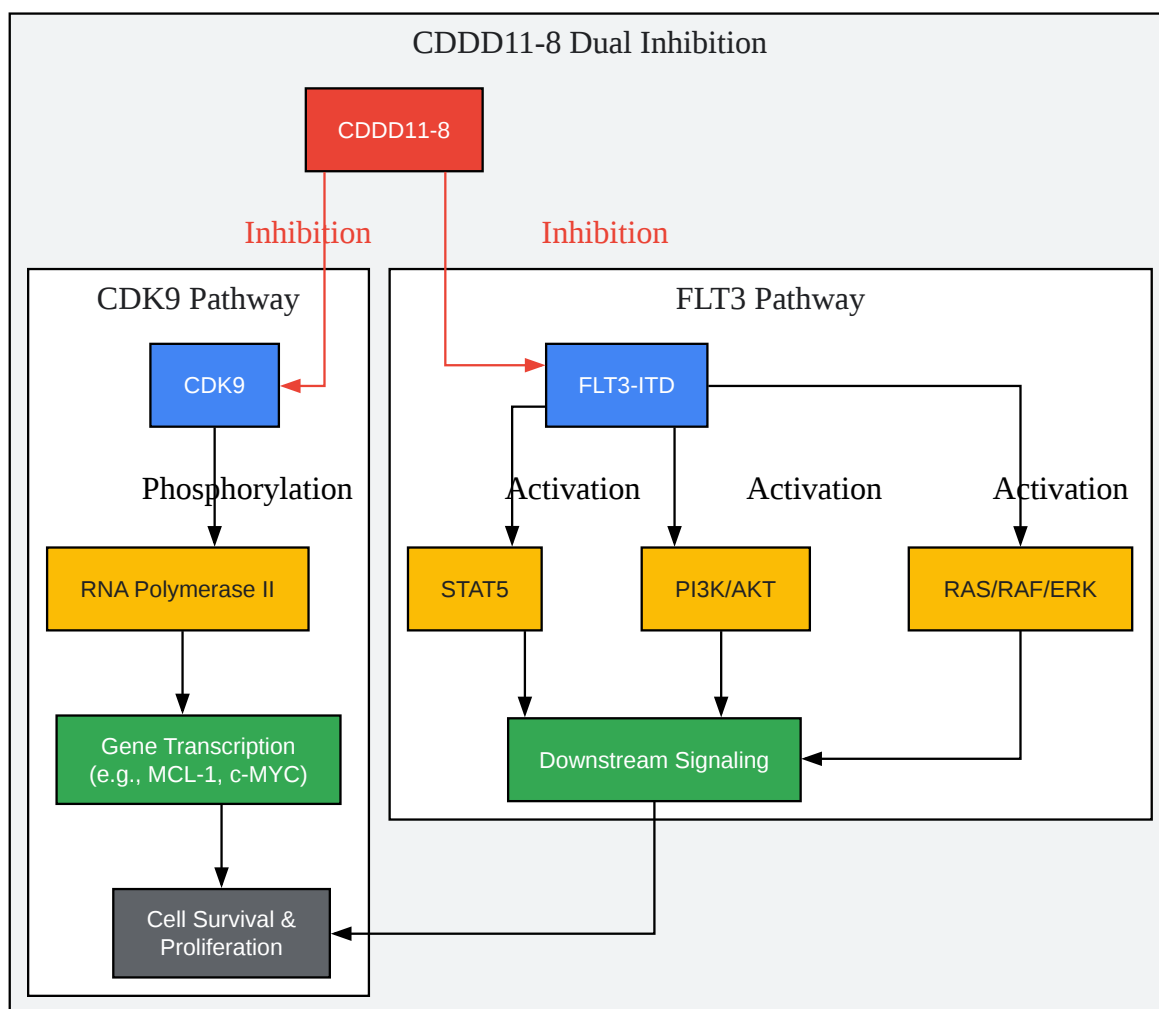 CDDD11-8 Dual Inhibition
CDDD11-8
Inhibition
Inhibition
CDK9 Pathway
FLT3 Pathway
CDK9
FLT3-ITD
Phosphorylation
Activation
Activation
Activation
RNA Polymerase II
STAT5
PI3K/AKT
RAS/RAF/ERK
Gene Transcription
(e.g., MCL-1, c-MYC)
Downstream Signaling
Cell Survival &
Proliferation